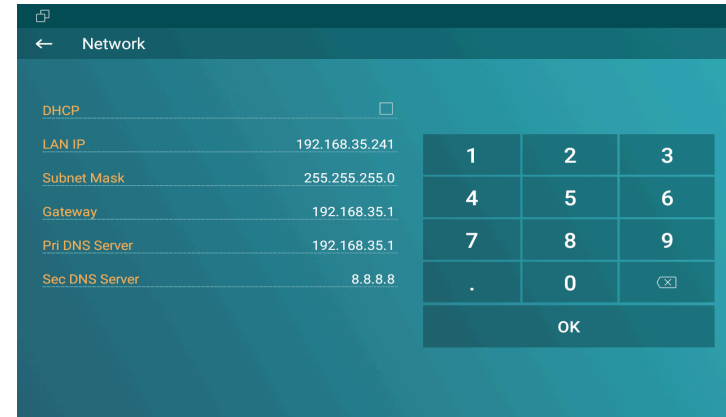 Network
DHCP
LAN IP 192.168.35.241
Subnet Mask 255.255.255.0
Gateway 192.168.35.1
Pri DNS Server 192.168.35.1
Sec DNS Server 8.8.8.8
1 2 3
4 5 6
7 8 9
. 0
OK